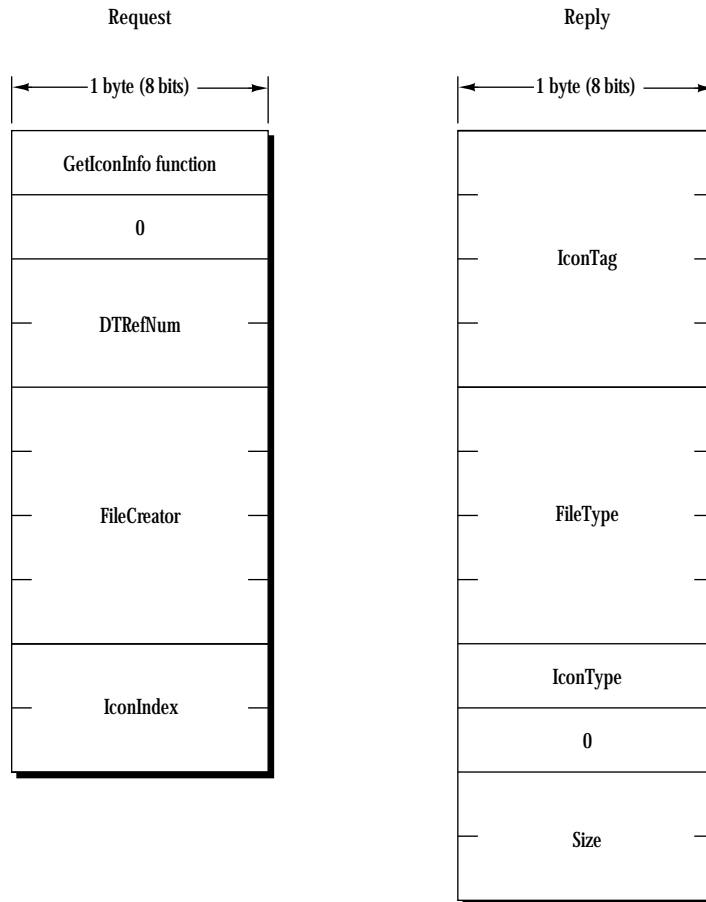 Request
1 byte (8 bits)
GetIconInfo function
0
DTRefNum
FileCreator
IconIndex
Reply
1 byte (8 bits)
IconTag
FileType
IconType
0
Size